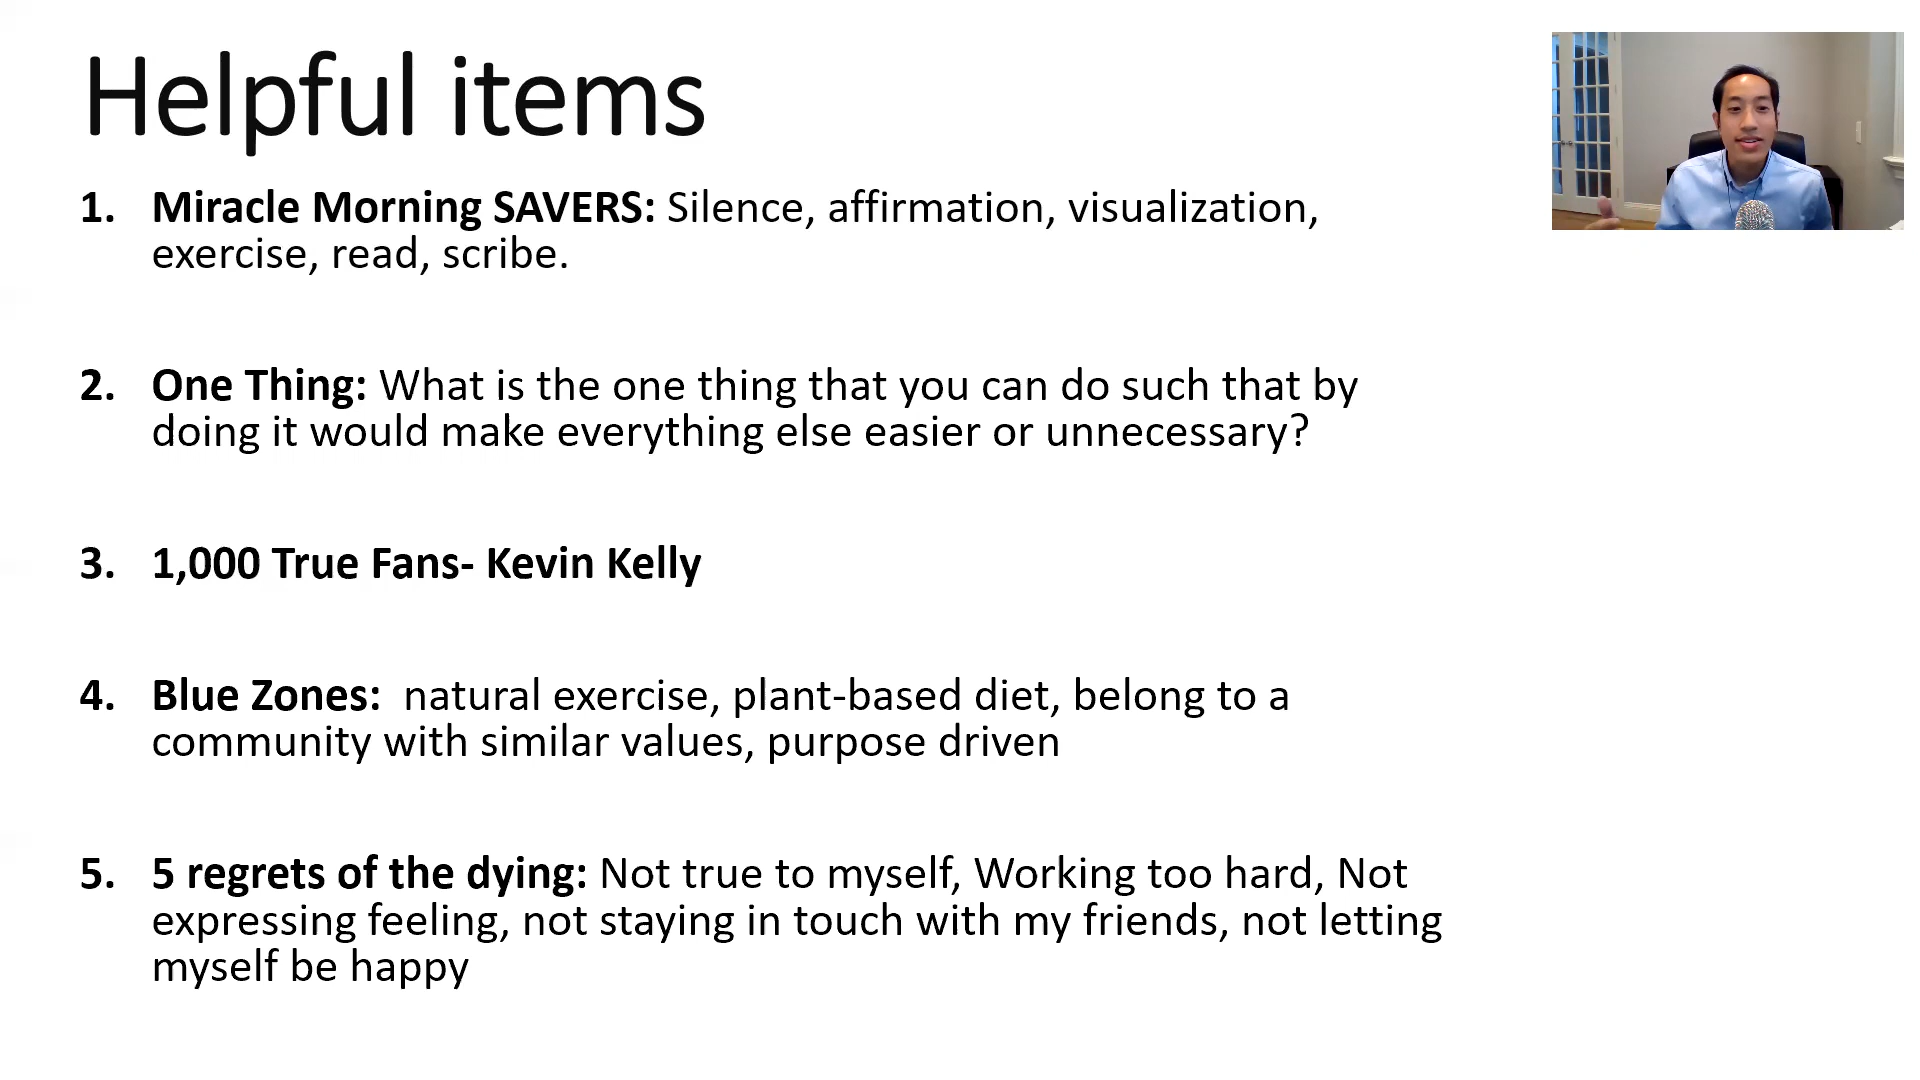 Helpful items
1. Miracle Morning SAVERS: Silence, affirmation, visualization,
exercise, read, scribe.
2. One Thing: What is the one thing that you can do such that by
doing it would make everything else easier or unnecessary?
3. 1,000 True Fans- Kevin Kelly
4. Blue Zones:  natural exercise, plant-based diet, belong to a
community with similar values, purpose driven
5. 5 regrets of the dying: Not true to myself, Working too hard, Not
expressing feeling, not staying in touch with my friends, not letting
myself be happy